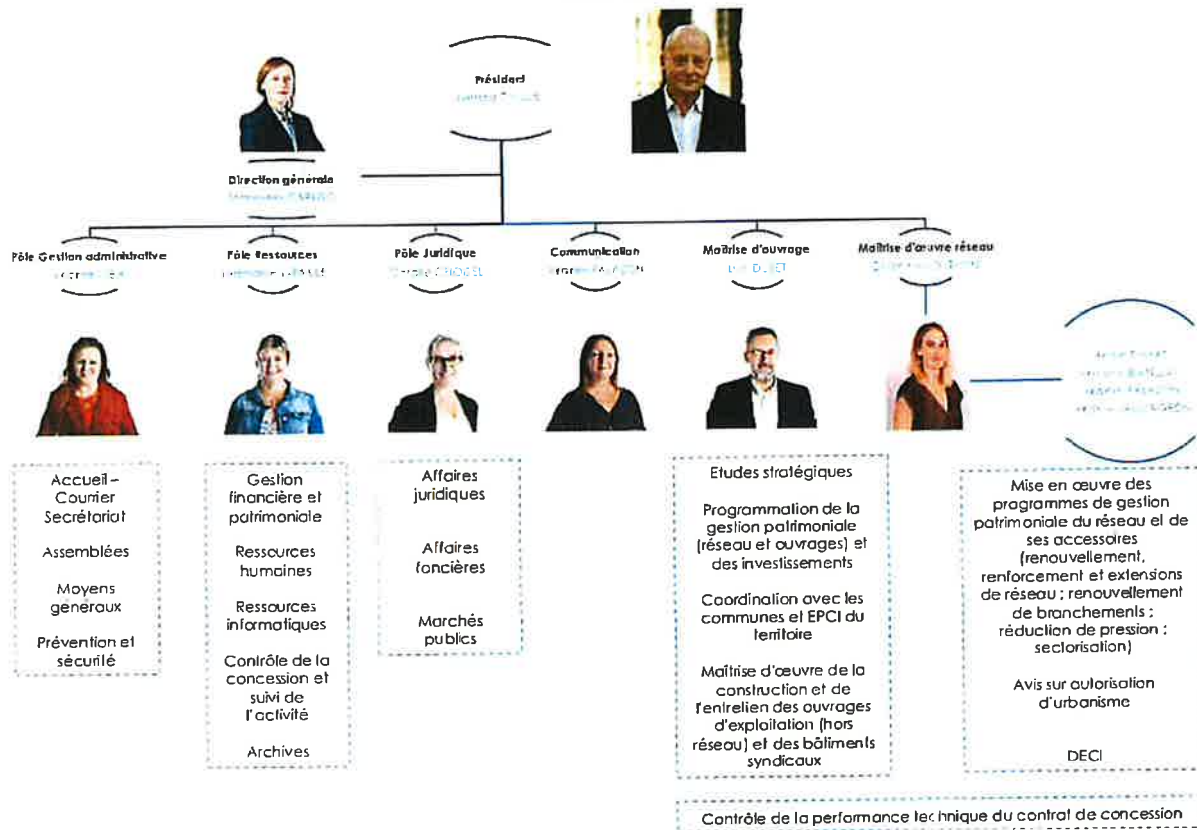 Président
Direction générale
Pôle Gestion administrative
Pôle Ressources
Pôle Juridique
Communication
Maîtrise d'ouvrage
Maîtrise d'œuvre réseau
Accueil –
Courrier
Secrétariat
Assemblées
Moyens
généraux
Prévention et
sécurité
Gestion
financière et
patrimoniale
Ressources
humaines
Ressources
informatiques
Contrôle de la
concession et
suivi de
l'activité
Archives
Affaires
juridiques
Affaires
foncières
Marchés
publics
Etudes stratégiques
Programmation de la
gestion patrimoniale
(réseau et ouvrages) et
des investissements
Coordination avec les
communes et EPCI du
territoire
Maîtrise d'œuvre de la
construction et de
l'entretien des ouvrages
d'exploitation (hors
réseau) et des bâtiments
syndicaux
Mise en œuvre des
programmes de gestion
patrimoniale du réseau et de
ses accessoires
(renouvellement,
renforcement et extensions
de réseau ; renouvellement
de branchements ;
réduction de pression ;
sectorisation)
Avis sur autorisation
d'urbanisme
DECI
Contrôle de la performance technique du contrat de concession